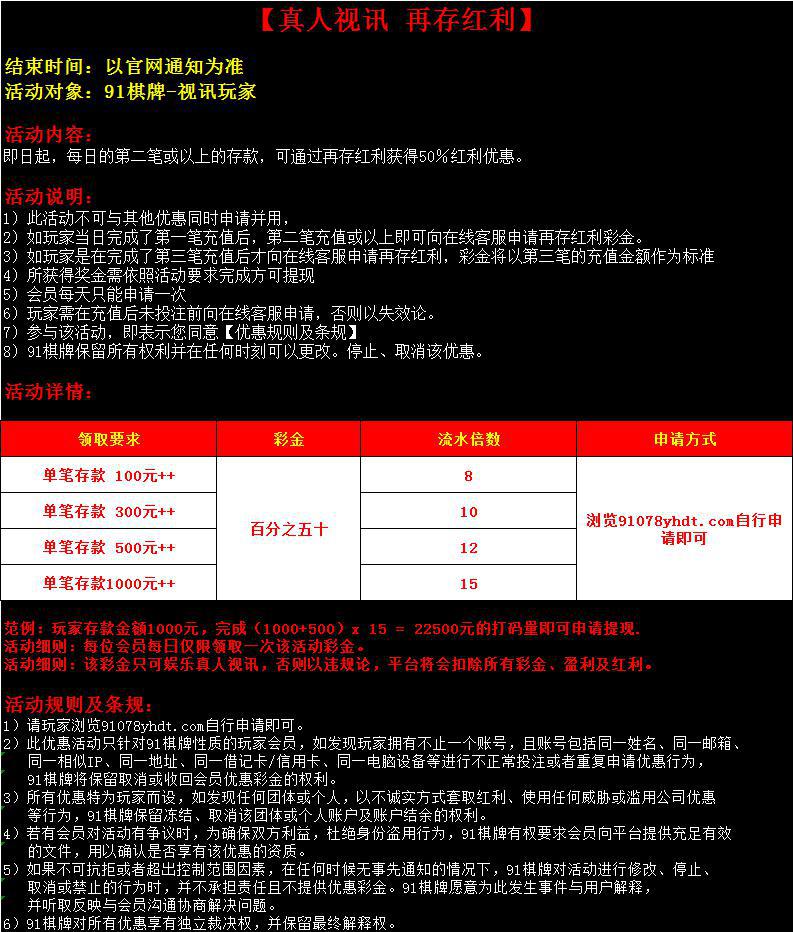 【真人视讯 再存红利】
结束时间：以官网通知为准
活动对象：91棋牌-视讯玩家
活动内容：
即日起，每日的第二笔或以上的存款，可通过再存红利获得50％红利优惠。
活动说明：
1）此活动不可与其他优惠同时申请并用，
2）如玩家当日完成了第一笔充值后，第二笔充值或以上即可向在线客服申请再存红利彩金。
3）如玩家是在完成了第三笔充值后才向在线客服申请再存红利，彩金将以第三笔的充值金额作为标准
4）所获得奖金需依照活动要求完成方可提现
5）会员每天只能申请一次
6）玩家需在充值后未投注前向在线客服申请，否则以失效论。
7）参与该活动，即表示您同意【优惠规则及条规】
8）91棋牌保留所有权利并在任何时刻可以更改。停止、取消该优惠。
活动详情：
领取要求 彩金 流水倍数 申请方式
单笔存款 100元++ 8
单笔存款 300元++ 10
百分之五十
浏览91078yhdt.com自行申
请即可
单笔存款 500元++ 12
单笔存款1000元++ 15
范例：玩家存款金额1000元，完成（1000+500）x 15 = 22500元的打码量即可申请提现.
活动细则：每位会员每日仅限领取一次该活动彩金。
活动细则：该彩金只可娱乐真人视讯，否则以违规论，平台将会扣除所有彩金、盈利及红利。
活动规则及条规：
1）请玩家浏览91078yhdt.com自行申请即可。
2）此优惠活动只针对91棋牌性质的玩家会员，如发现玩家拥有不止一个账号，且账号包括同一姓名、同一邮箱、
同一相似IP、同一地址、同一借记卡/信用卡、同一电脑设备等进行不正常投注或者重复申请优惠行为，
91棋牌将保留取消或收回会员优惠彩金的权利。
3）所有优惠特为玩家而设，如发现任何团体或个人，以不诚实方式套取红利、使用任何威胁或滥用公司优惠
等行为，91棋牌保留冻结、取消该团体或个人账户及账户结余的权利。
4）若有会员对活动有争议时，为确保双方利益，杜绝身份盗用行为，91棋牌有权要求会员向平台提供充足有效
的文件，用以确认是否享有该优惠的资质。
5）如果不可抗拒或者超出控制范围因素，在任何时候无事先通知的情况下，91棋牌对活动进行修改、停止、
取消或禁止的行为时，并不承担责任且不提供优惠彩金。91棋牌愿意为此发生事件与用户解释，
并听取反映与会员沟通协商解决问题。
6）91棋牌对所有优惠享有独立裁决权，并保留最终解释权。